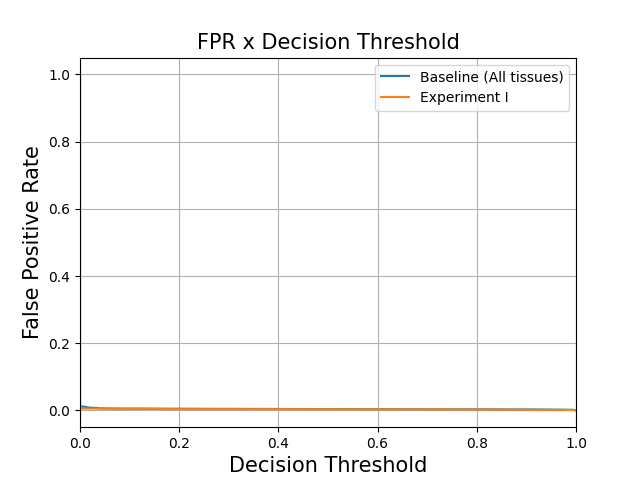 FPR x Decision Threshold
Baseline (All tissues)
Experiment I
False Positive Rate
1.0
0.8
0.6
0.4
0.2
0.0
0.0 0.2 0.4 0.6 0.8 1.0
Decision Threshold